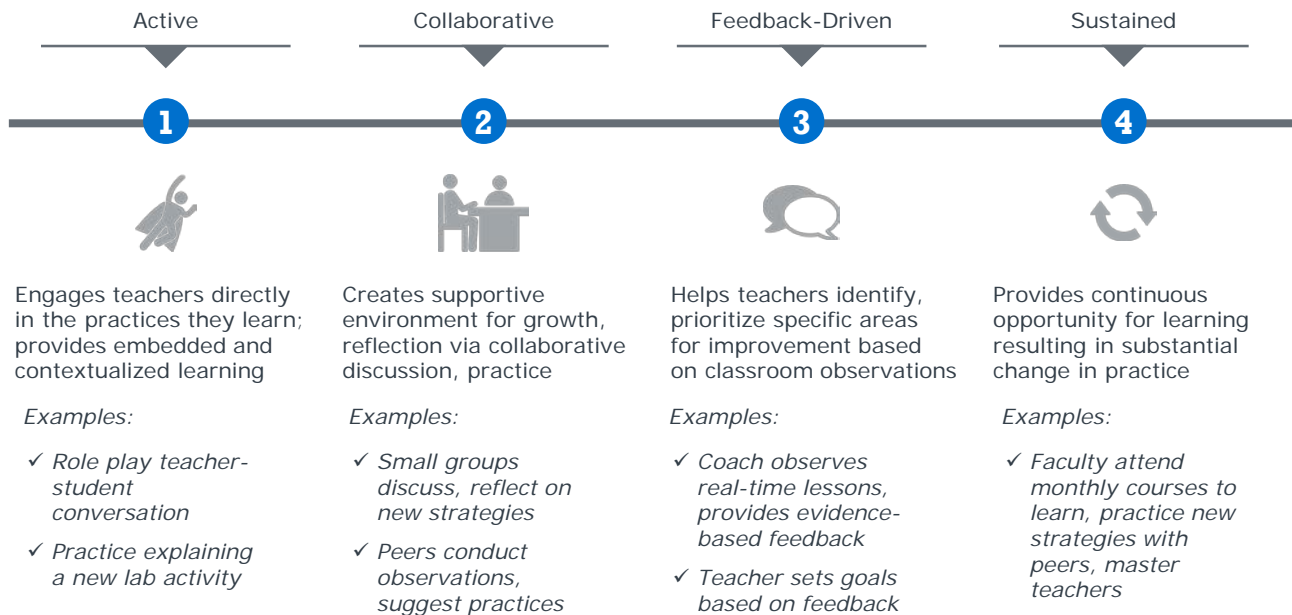 Active
Collaborative
Feedback-Driven
Sustained
1
2
3
4
Engages teachers directly
in the practices they learn;
provides embedded and
contextualized learning
Examples:
✓ Role play teacher-
student
conversation
✓ Practice explaining
a new lab activity
Creates supportive
environment for growth,
reflection via collaborative
discussion, practice
Examples:
✓ Small groups
discuss, reflect on
new strategies
✓ Peers conduct
observations,
suggest practices
Helps teachers identify,
prioritize specific areas
for improvement based
on classroom observations
Examples:
✓ Coach observes
real-time lessons,
provides evidence-
based feedback
✓ Teacher sets goals
based on feedback
Provides continuous
opportunity for learning
resulting in substantial
change in practice
Examples:
✓ Faculty attend
monthly courses to
learn, practice new
strategies with
peers, master
teachers